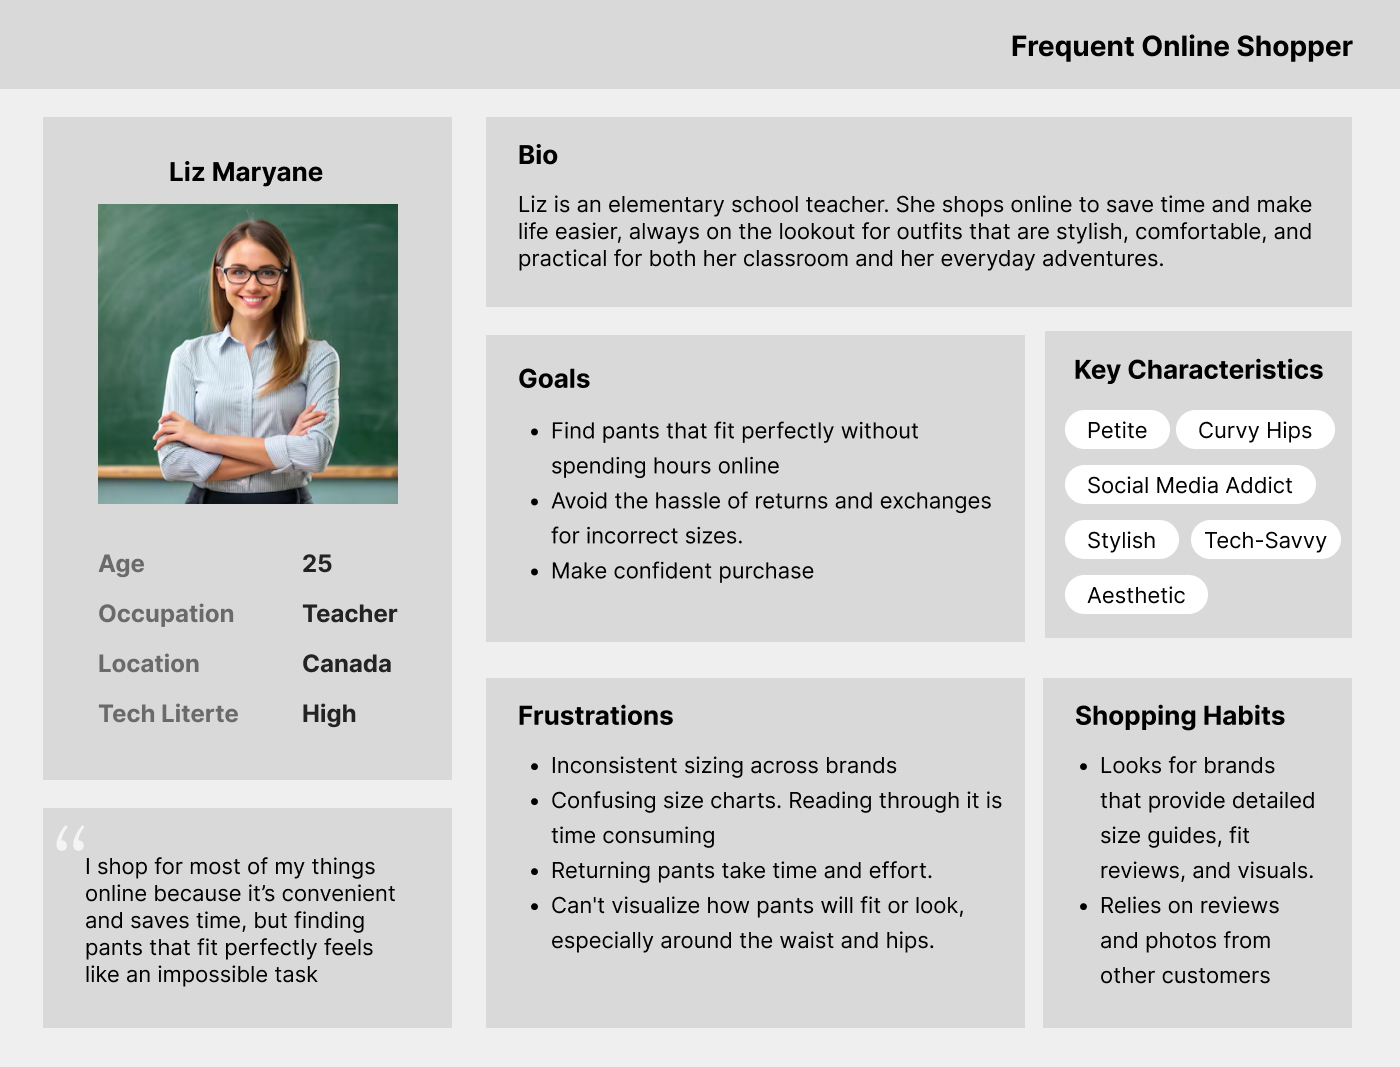 Frequent Online Shopper
Liz Maryane
Age 25
Occupation Teacher
Location Canada
Tech Literte High
“
I shop for most of my things
online because it’s convenient
and saves time, but finding
pants that fit perfectly feels
like an impossible task
Bio
Liz is an elementary school teacher. She shops online to save time and make
life easier, always on the lookout for outfits that are stylish, comfortable, and
practical for both her classroom and her everyday adventures.
Goals
• Find pants that fit perfectly without
spending hours online
• Avoid the hassle of returns and exchanges
for incorrect sizes.
• Make confident purchase
Key Characteristics
Petite Curvy Hips
Social Media Addict
Stylish Tech-Savvy
Aesthetic
Frustrations
• Inconsistent sizing across brands
• Confusing size charts. Reading through it is
time consuming
• Returning pants take time and effort.
• Can't visualize how pants will fit or look,
especially around the waist and hips.
Shopping Habits
• Looks for brands
that provide detailed
size guides, fit
reviews, and visuals.
• Relies on reviews
and photos from
other customers